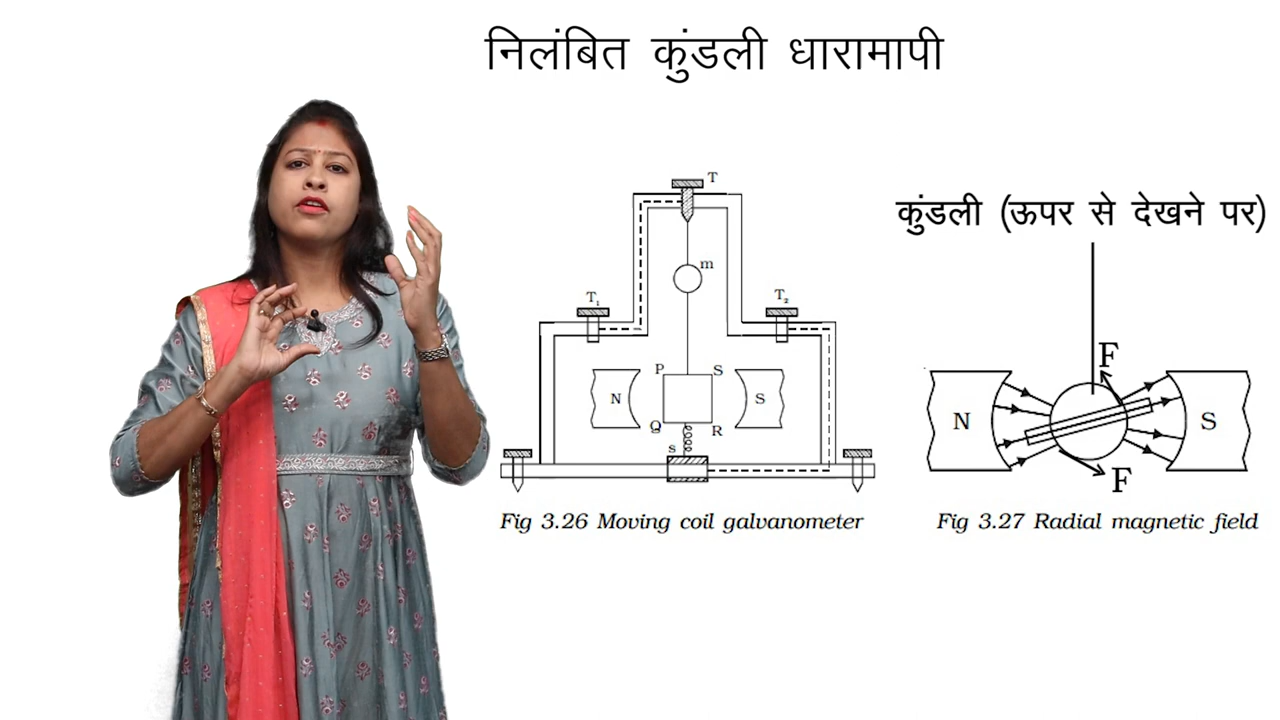 निलंबित कुंडली धारामापी
T
m
T₁
T₂
P
S
N
S
Q
R
s
Fig 3.26 Moving coil galvanometer
कुंडली (ऊपर से देखने पर)
F
N
S
F
Fig 3.27 Radial magnetic field